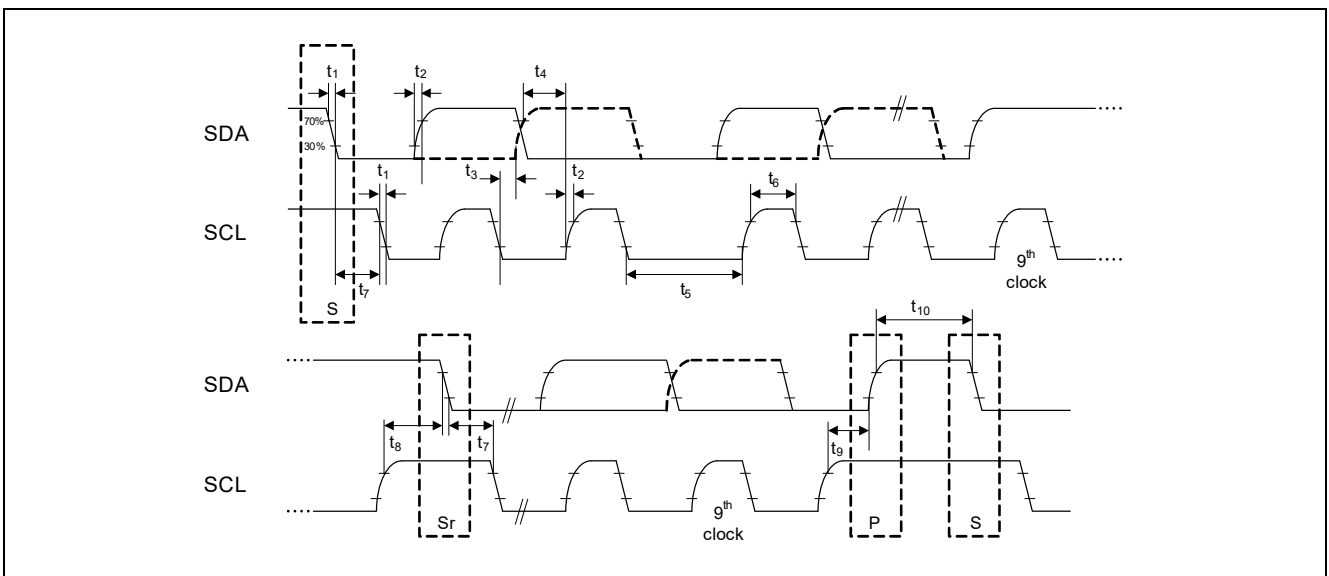 t1 t2 t4
SDA
70%
30%
t1 t3 t2 t6
SCL
t7 t5
9th
clock
S
t10
SDA
t8 t7 t9
SCL
9th
clock
Sr P S